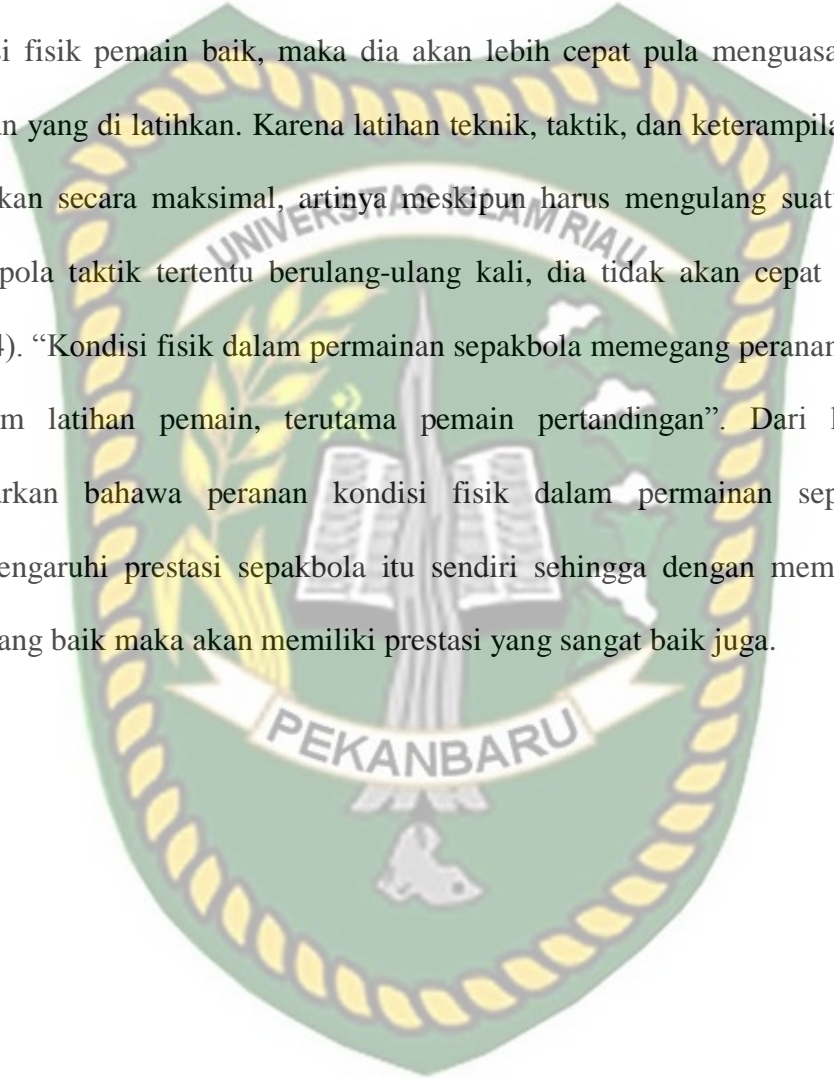 si fisik pemain baik, maka dia akan lebih cepat pula menguasa
n yang di latihkan. Karena latihan teknik, taktik, dan keterampila
kan secara maksimal, artinya meskipun harus mengulang suat
UNIVERSITAS ISLAM RIAU
pola taktik tertentu berulang-ulang kali, dia tidak akan cepat
4). “Kondisi fisik dalam permainan sepakbola memegang peranan
m latihan pemain, terutama pemain pertandingan”. Dari
arkan bahawa peranan kondisi fisik dalam permainan sep
engaruhi prestasi sepakbola itu sendiri sehingga dengan mem
ang baik maka akan memiliki prestasi yang sangat baik juga.
PEKANBARU